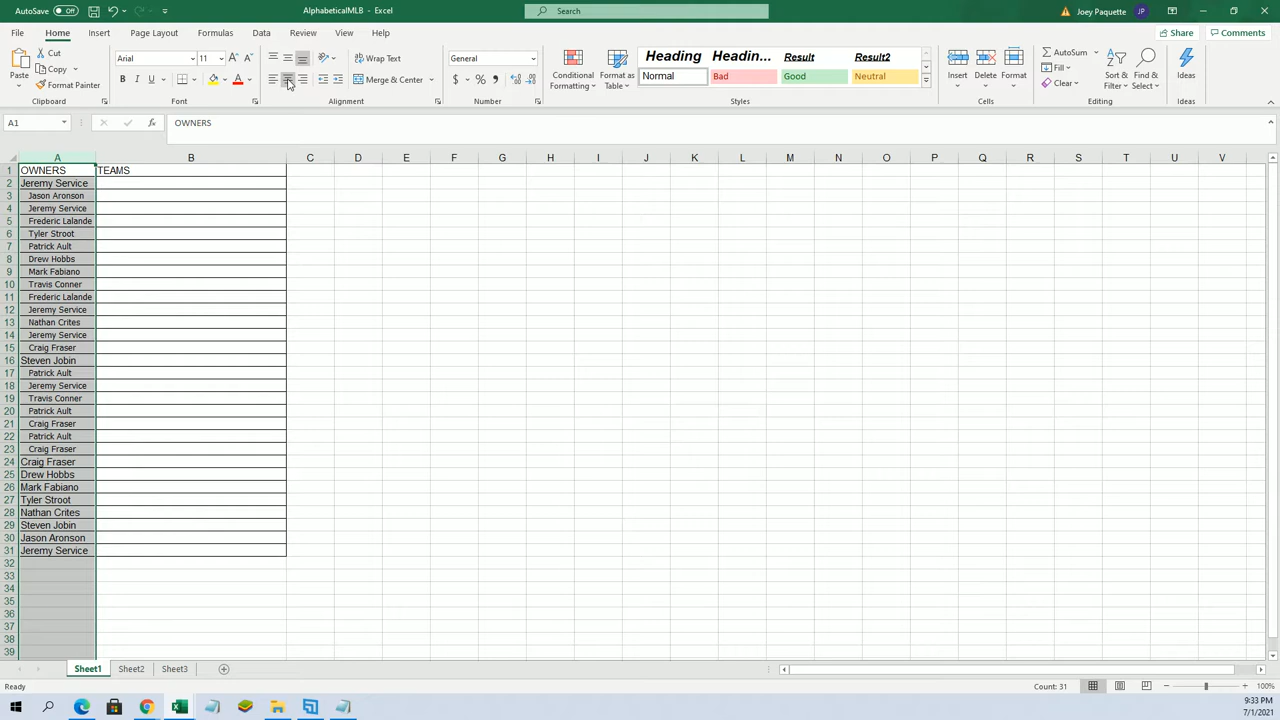 AutoSave Off
AlphabeticalMLB - Excel
Search
Joey Paquette JP
File Home Insert Page Layout Formulas Data Review View Help
Share Comments
Paste Cut Copy Format Painter Clipboard
Arial 11 B I U Font
Wrap Text Merge & Center Alignment
General $ % Number
Conditional Formatting Format as Table
Heading Headin... Result Result2
Normal Bad Good Neutral
Styles
Insert Delete Format Cells
AutoSum Fill Clear Sort & Filter Find & Select Editing
Ideas Ideas
A1 fx OWNERS
A B C D E F G H I J K L M N O P Q R S T U V
1 OWNERS TEAMS
2 Jeremy Service
3 Jason Aronson
4 Jeremy Service
5 Frederic Lalande
6 Tyler Stroot
7 Patrick Ault
8 Drew Hobbs
9 Mark Fabiano
10 Travis Conner
11 Frederic Lalande
12 Jeremy Service
13 Nathan Crites
14 Jeremy Service
15 Craig Fraser
16 Steven Jobin
17 Patrick Ault
18 Jeremy Service
19 Travis Conner
20 Patrick Ault
21 Craig Fraser
22 Patrick Ault
23 Craig Fraser
24 Craig Fraser
25 Drew Hobbs
26 Mark Fabiano
27 Tyler Stroot
28 Nathan Crites
29 Steven Jobin
30 Jason Aronson
31 Jeremy Service
32
33
34
35
36
37
38
39
Sheet1 Sheet2 Sheet3
Ready Count: 31 100%
9:33 PM
7/1/2021